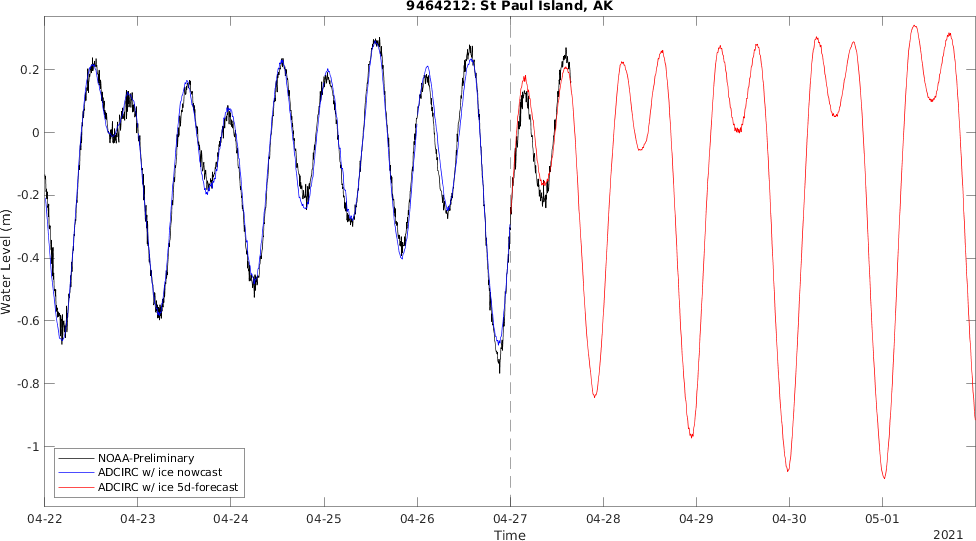 9464212: St Paul Island, AK
Water Level (m)
0.2
0
-0.2
-0.4
-0.6
-0.8
-1
NOAA-Preliminary
ADCIRC w/ ice nowcast
ADCIRC w/ ice 5d-forecast
04-22 04-23 04-24 04-25 04-26 04-27 04-28 04-29 04-30 05-01
Time
2021